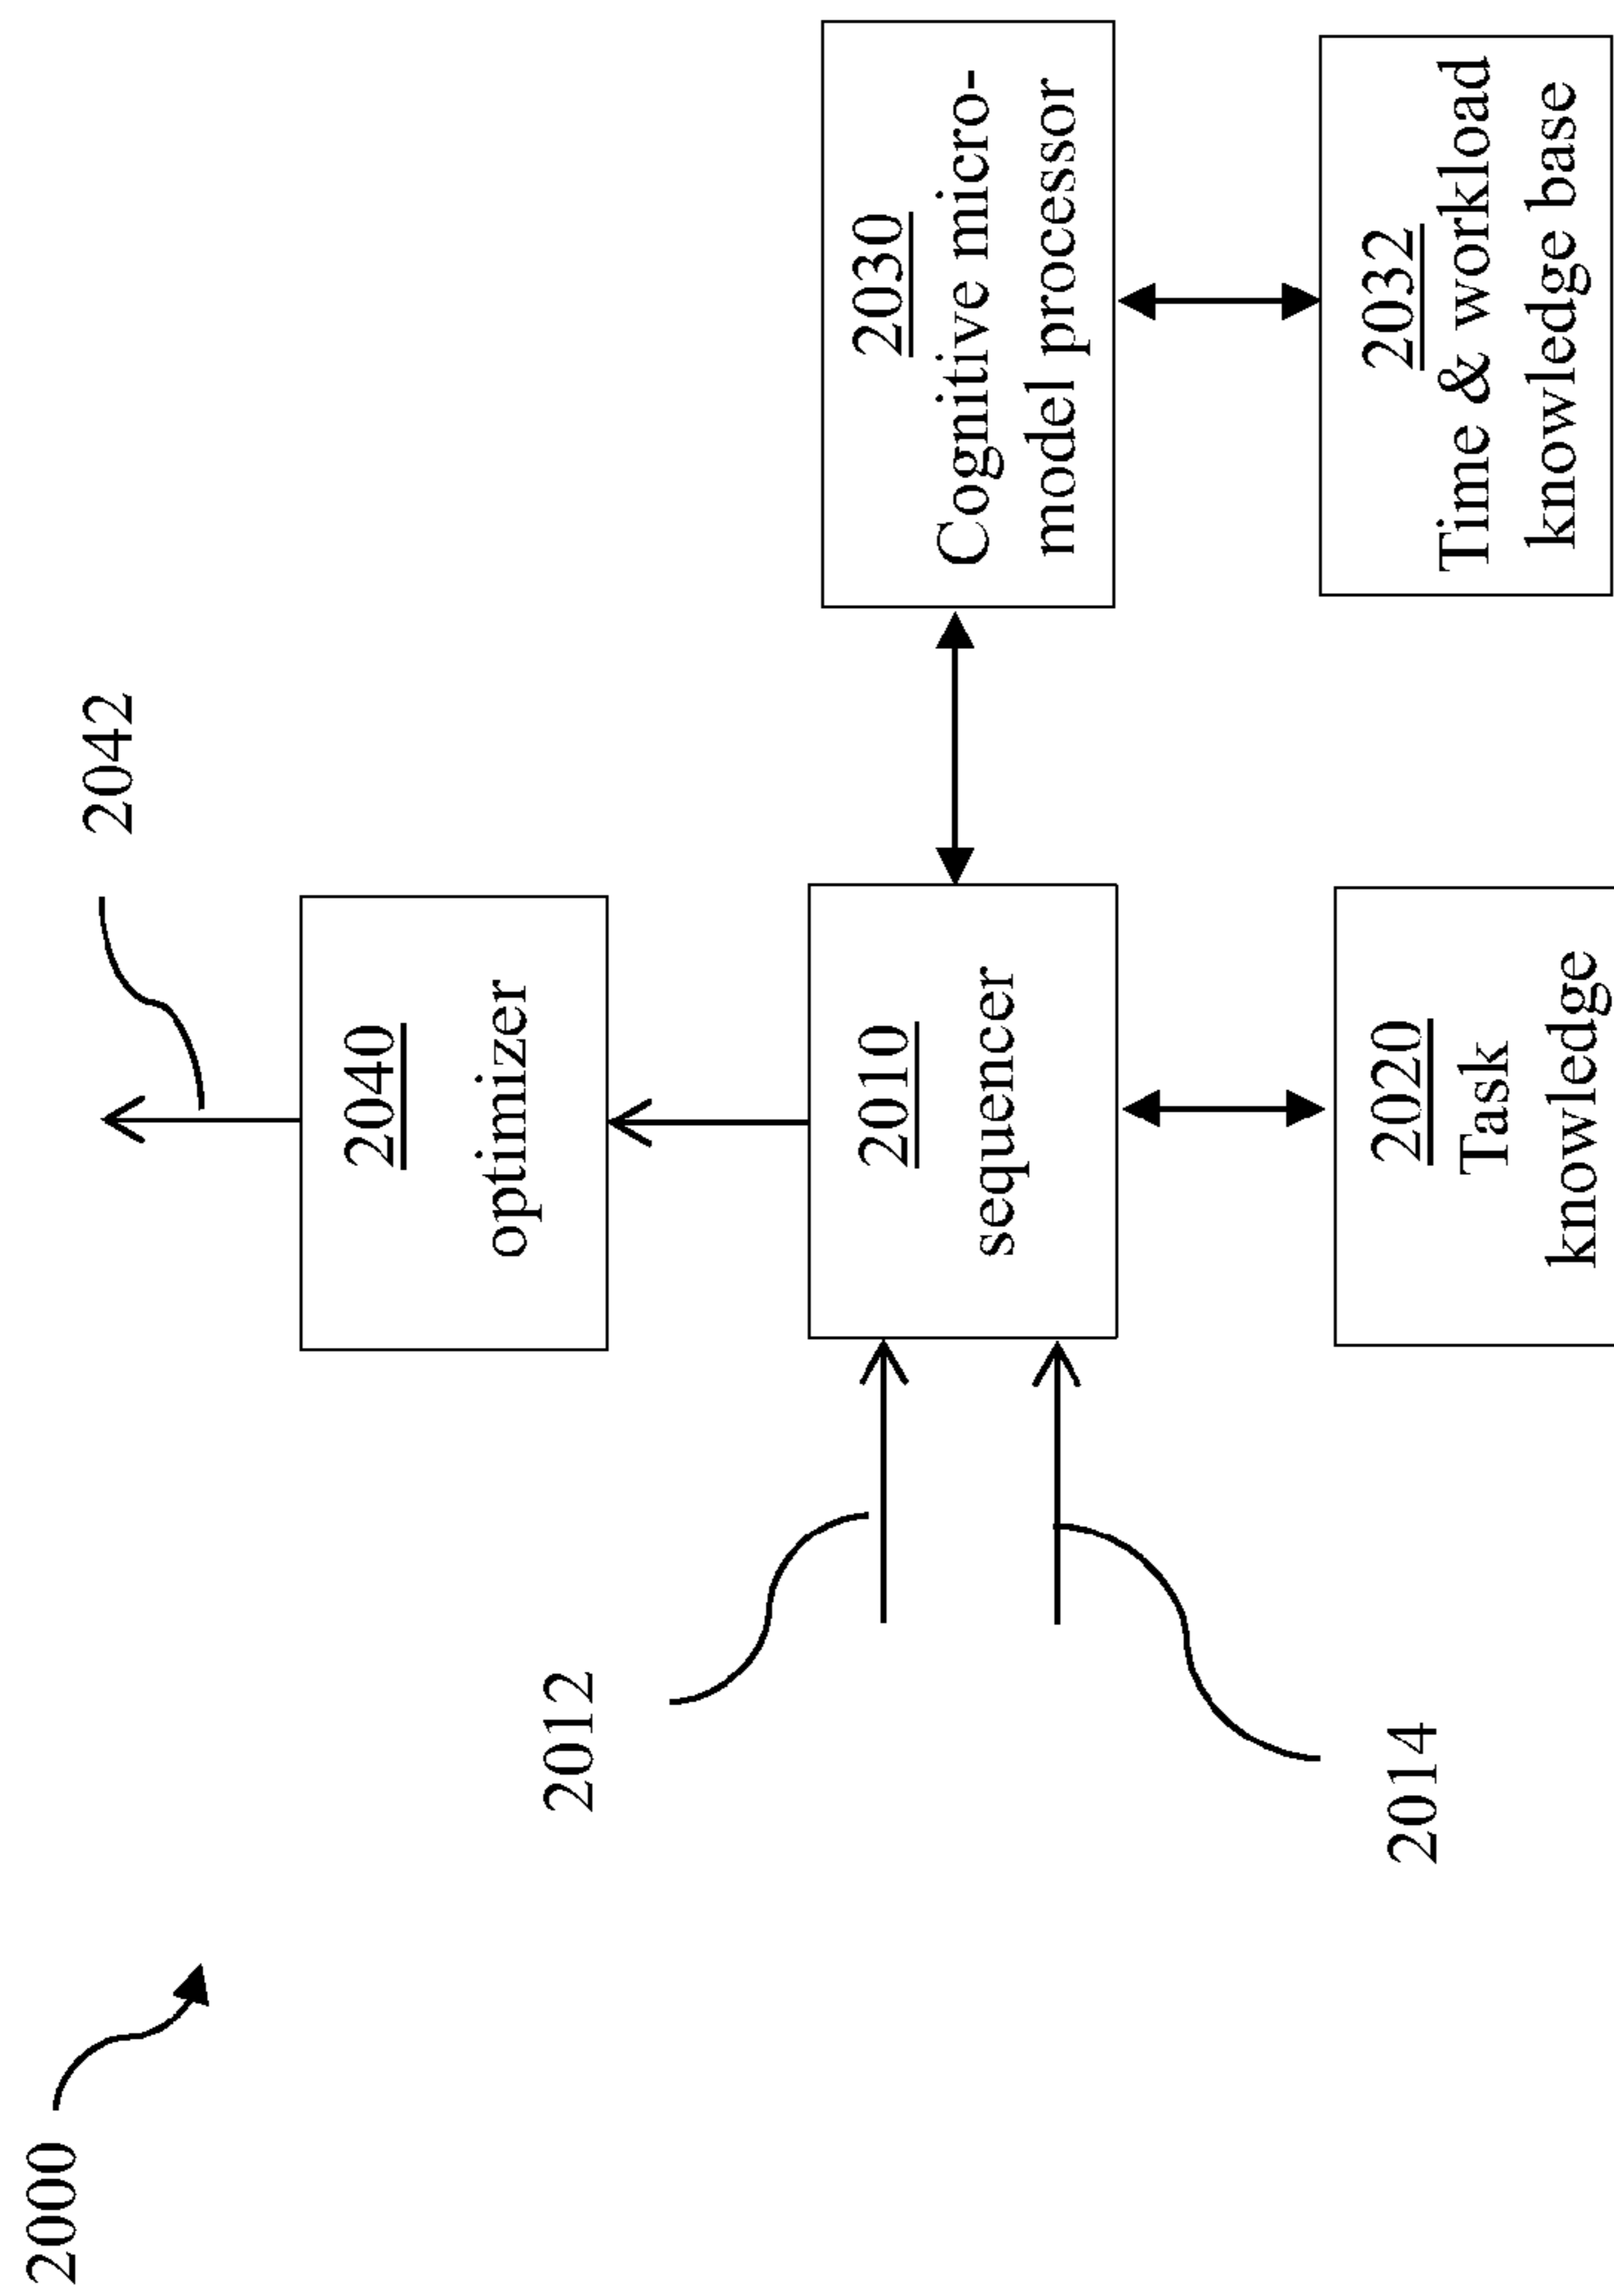 2000
2042
2040
optimizer
2012
2010
sequencer
2030
Cognitive micro-
model processor
2014
2020
Task
knowledge
2032
Time & workload
knowledge base